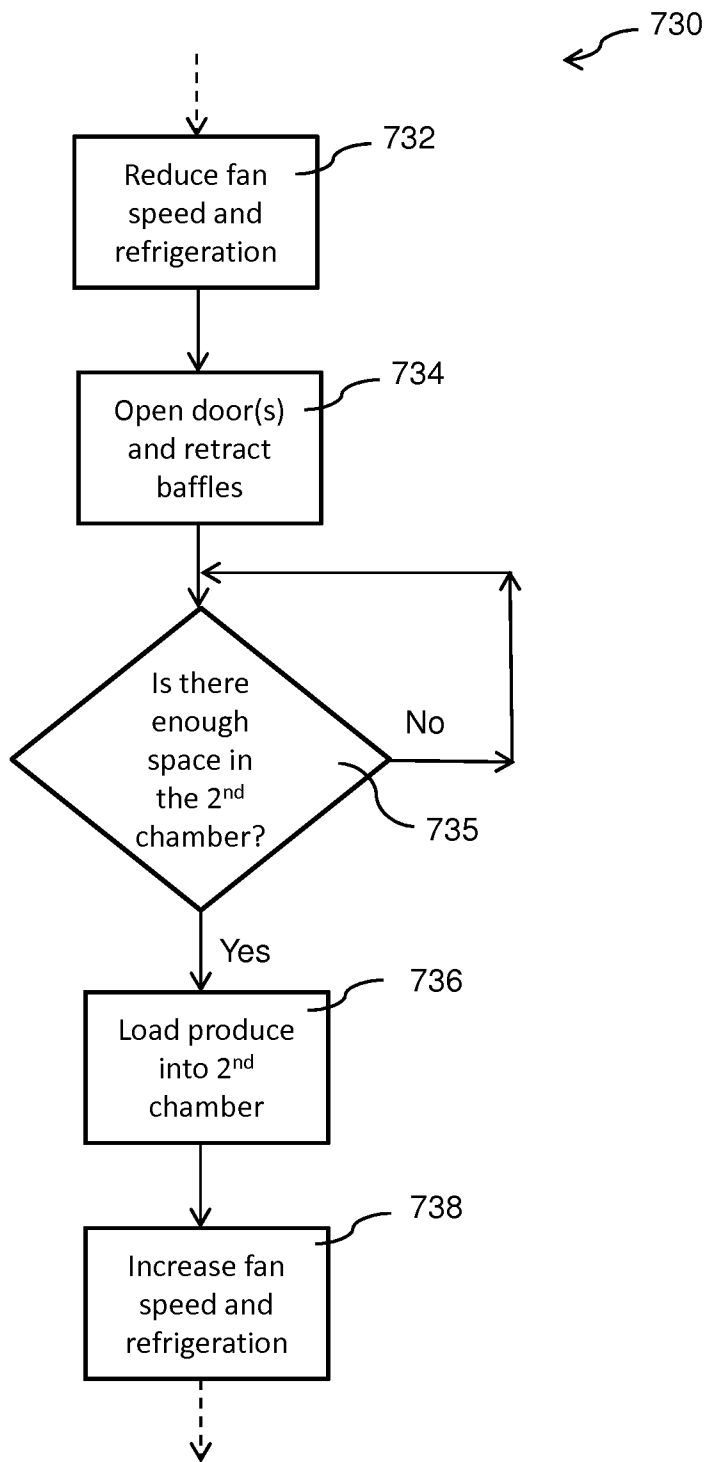 730
732
Reduce fan
speed and
refrigeration
734
Open door(s)
and retract
baffles
Is there
enough
space in
the 2nd
chamber?
No
735
Yes
736
Load produce
into 2nd
chamber
738
Increase fan
speed and
refrigeration